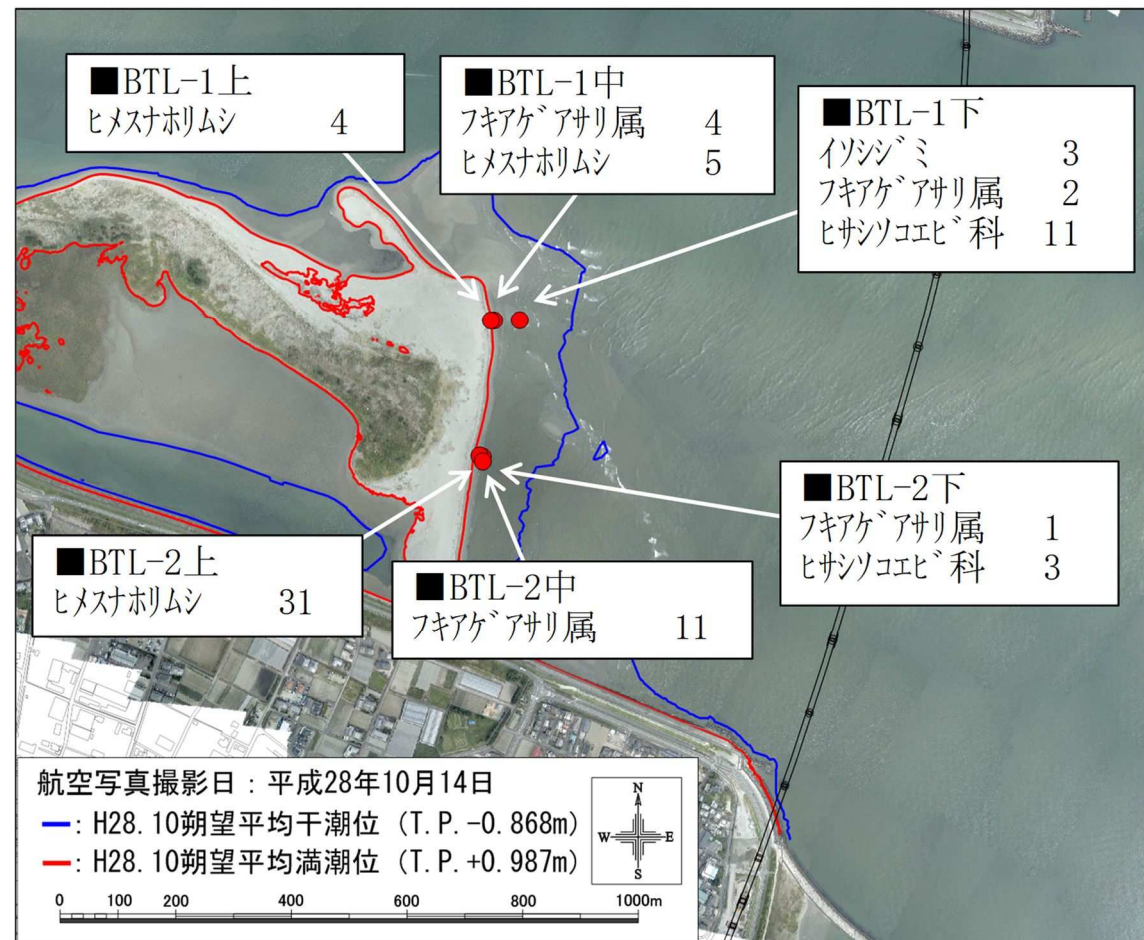 ■BTL-1上
ヒメスナホリムシ 4
■BTL-1中
フキアゲアサリ属 4
ヒメスナホリムシ 5
■BTL-1下
イソシジミ 3
フキアゲアサリ属 2
ヒサシソコエビ科 11
■BTL-2上
ヒメスナホリムシ 31
■BTL-2中
フキアゲアサリ属 11
■BTL-2下
フキアゲアサリ属 1
ヒサシソコエビ科 3
航空写真撮影日:平成28年10月14日
: H28.10朔望平均干潮位 (T.P.-0.868m)
: H28.10朔望平均満潮位 (T.P.+0.987m)
N
W E
S
0 100 200 400 600 800 1000m